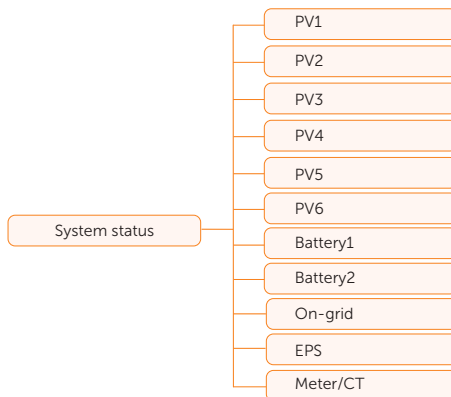 PV1
PV2
PV3
PV4
PV5
PV6
System status
Battery1
Battery2
On-grid
EPS
Meter/CT